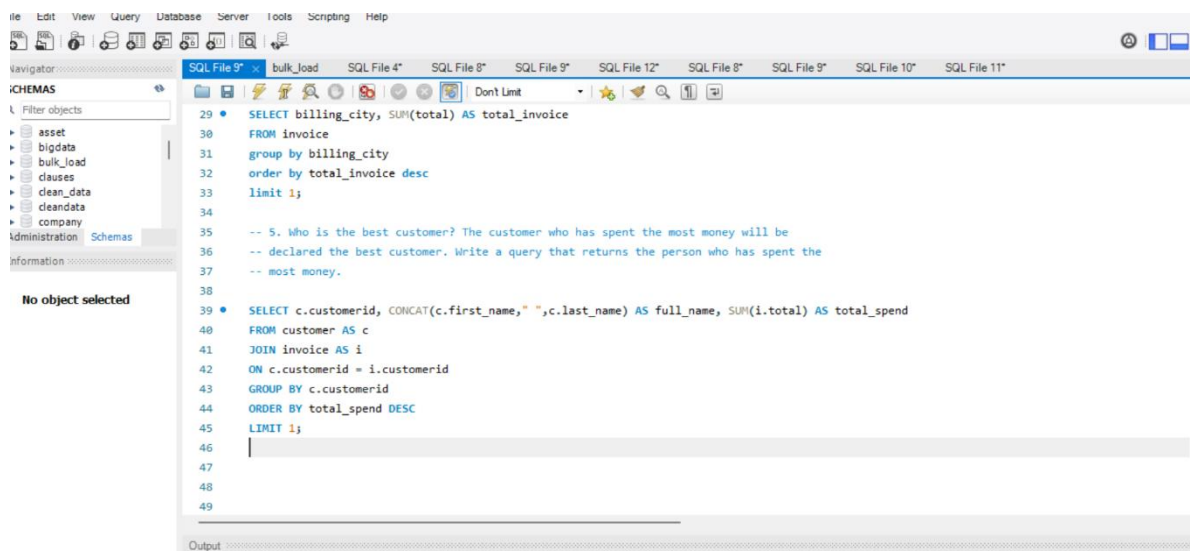 ile Edit View Query Database Server Tools Scripting Help
Navigator
SQL File 9* × bulk_load SQL File 4* SQL File 8* SQL File 9* SQL File 12* SQL File 8* SQL File 9* SQL File 10* SQL File 11*
SCHEMAS
Don't Limit
Filter objects
asset
bigdata
bulk_load
clauses
clean_data
cleandata
company
Administration Schemas
Information
No object selected
29 SELECT billing_city, SUM(total) AS total_invoice
30 FROM invoice
31 group by billing_city
32 order by total_invoice desc
33 limit 1;
34
35 -- 5. Who is the best customer? The customer who has spent the most money will be
36 -- declared the best customer. Write a query that returns the person who has spent the
37 -- most money.
38
39 SELECT c.customerid, CONCAT(c.first_name," ",c.last_name) AS full_name, SUM(i.total) AS total_spend
40 FROM customer AS c
41 JOIN invoice AS i
42 ON c.customerid = i.customerid
43 GROUP BY c.customerid
44 ORDER BY total_spend DESC
45 LIMIT 1;
46
47
48
49
Output